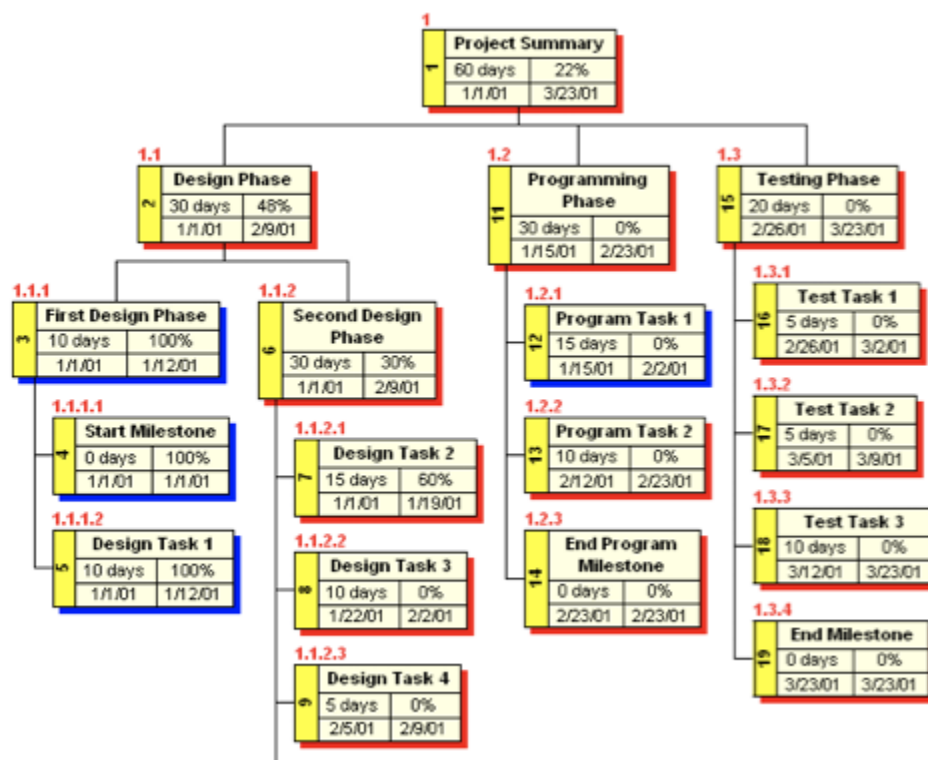 1
1
Project Summary
60 days 22%
1/1/01 3/23/01
1.1
2
Design Phase
30 days 48%
1/1/01 2/9/01
1.1.1
3
First Design Phase
10 days 100%
1/1/01 1/12/01
1.1.1.1
4
Start Milestone
0 days 100%
1/1/01 1/1/01
1.1.1.2
5
Design Task 1
10 days 100%
1/1/01 1/12/01
1.1.2
6
Second Design
Phase
30 days 30%
1/1/01 2/9/01
1.1.2.1
7
Design Task 2
15 days 60%
1/1/01 1/19/01
1.1.2.2
8
Design Task 3
10 days 0%
1/22/01 2/2/01
1.1.2.3
9
Design Task 4
5 days 0%
2/5/01 2/9/01
1.2
11
Programming
Phase
30 days 0%
1/15/01 2/23/01
1.2.1
12
Program Task 1
15 days 0%
1/15/01 2/2/01
1.2.2
13
Program Task 2
10 days 0%
2/12/01 2/23/01
1.2.3
14
End Program
Milestone
0 days 0%
2/23/01 2/23/01
1.3
15
Testing Phase
20 days 0%
2/26/01 3/23/01
1.3.1
16
Test Task 1
5 days 0%
2/26/01 3/2/01
1.3.2
17
Test Task 2
5 days 0%
3/5/01 3/9/01
1.3.3
18
Test Task 3
10 days 0%
3/12/01 3/23/01
1.3.4
19
End Milestone
0 days 0%
3/23/01 3/23/01